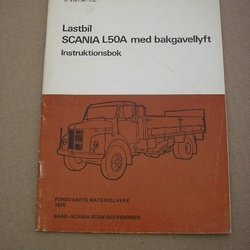 Lastbil
SCANIA L50A med bakgavellyft
Instruktionsbok
FÖRSVARETS MATERIELVERK
1975
SAAB-SCANIA SCANIADIVISIONEN